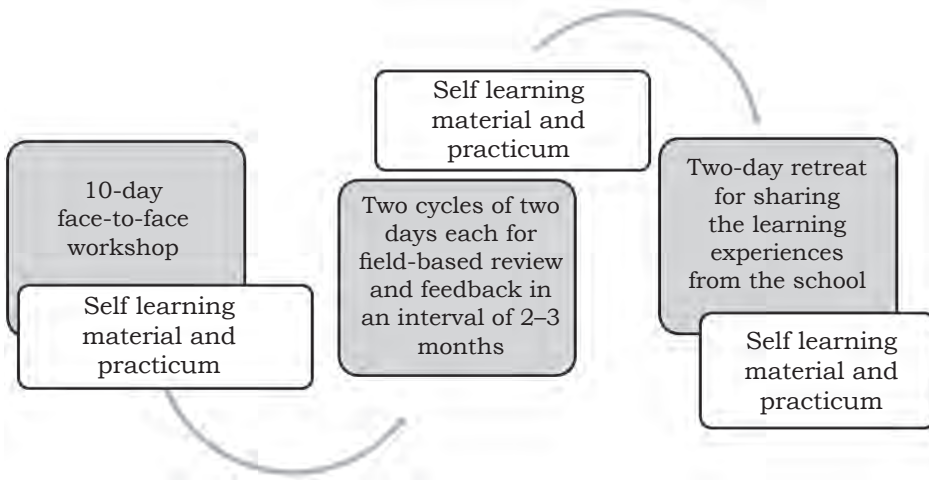 10-day
face-to-face
workshop
Self learning
material and
practicum
Self learning
material and
practicum
Two cycles of two
days each for
field-based review
and feedback in
an interval of 2–3
months
Two-day retreat
for sharing
the learning
experiences
from the school
Self learning
material and
practicum